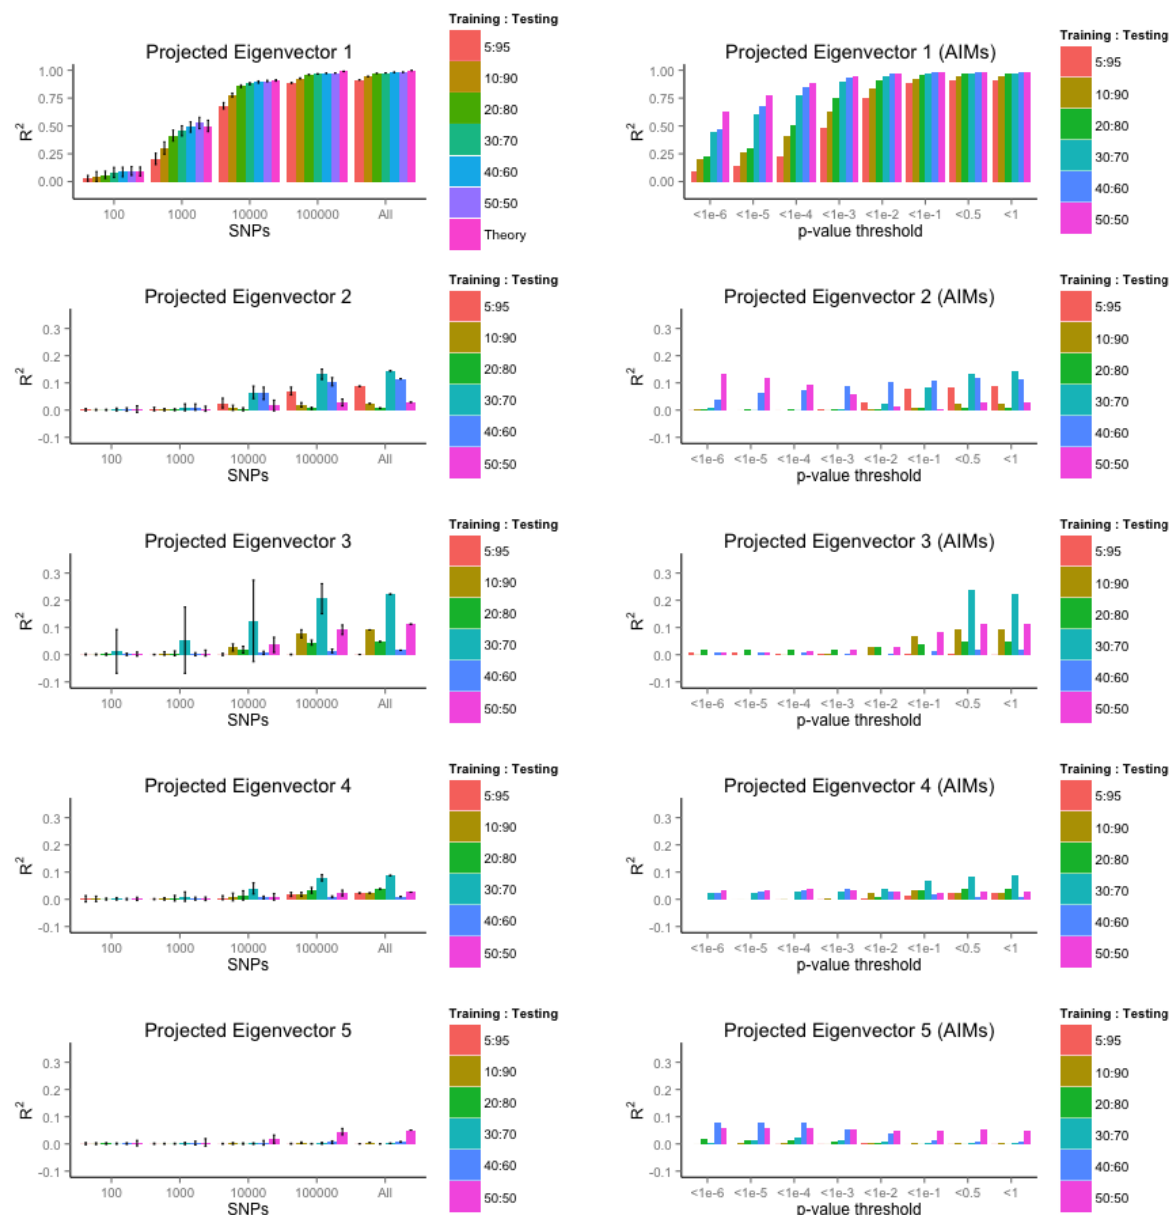 Projected Eigenvector 1
1.00
0.75
0.50
0.25
0.00
R²
100 1000 10000 100000 All
SNPs
Training : Testing
5:95
10:90
20:80
30:70
40:60
50:50
Theory
Projected Eigenvector 1 (AIMs)
1.00
0.75
0.50
0.25
0.00
R²
<1e-6 <1e-5 <1e-4 <1e-3 <1e-2 <1e-1 <0.5 <1
p-value threshold
Training : Testing
5:95
10:90
20:80
30:70
40:60
50:50
Projected Eigenvector 2
0.3
0.2
0.1
0.0
-0.1
R²
100 1000 10000 100000 All
SNPs
Training : Testing
5:95
10:90
20:80
30:70
40:60
50:50
Projected Eigenvector 2 (AIMs)
0.3
0.2
0.1
0.0
-0.1
R²
<1e-6 <1e-5 <1e-4 <1e-3 <1e-2 <1e-1 <0.5 <1
p-value threshold
Training : Testing
5:95
10:90
20:80
30:70
40:60
50:50
Projected Eigenvector 3
0.3
0.2
0.1
0.0
-0.1
R²
100 1000 10000 100000 All
SNPs
Training : Testing
5:95
10:90
20:80
30:70
40:60
50:50
Projected Eigenvector 3 (AIMs)
0.3
0.2
0.1
0.0
-0.1
R²
<1e-6 <1e-5 <1e-4 <1e-3 <1e-2 <1e-1 <0.5 <1
p-value threshold
Training : Testing
5:95
10:90
20:80
30:70
40:60
50:50
Projected Eigenvector 4
0.3
0.2
0.1
0.0
-0.1
R²
100 1000 10000 100000 All
SNPs
Training : Testing
5:95
10:90
20:80
30:70
40:60
50:50
Projected Eigenvector 4 (AIMs)
0.3
0.2
0.1
0.0
-0.1
R²
<1e-6 <1e-5 <1e-4 <1e-3 <1e-2 <1e-1 <0.5 <1
p-value threshold
Training : Testing
5:95
10:90
20:80
30:70
40:60
50:50
Projected Eigenvector 5
0.3
0.2
0.1
0.0
-0.1
R²
100 1000 10000 100000 All
SNPs
Training : Testing
5:95
10:90
20:80
30:70
40:60
50:50
Projected Eigenvector 5 (AIMs)
0.3
0.2
0.1
0.0
-0.1
R²
<1e-6 <1e-5 <1e-4 <1e-3 <1e-2 <1e-1 <0.5 <1
p-value threshold
Training : Testing
5:95
10:90
20:80
30:70
40:60
50:50